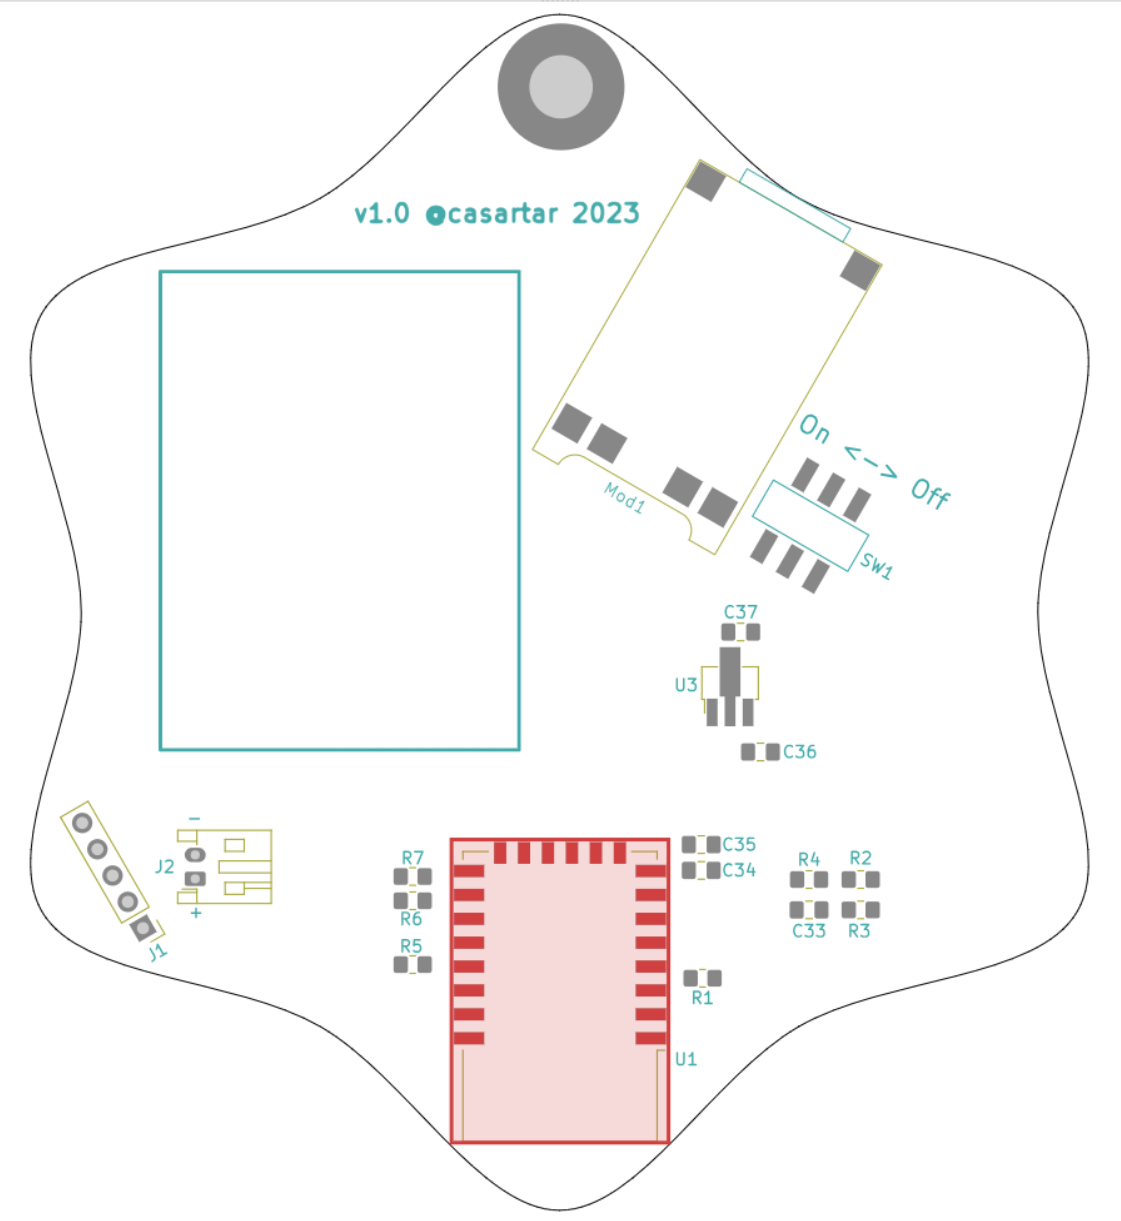 v1.0 @casartar 2023
On <-> Off
Mod1
SW1
C37
U3
C36
-
J2
+
J1
R7
R6
R5
C35
C34
R4
R2
C33
R3
R1
U1